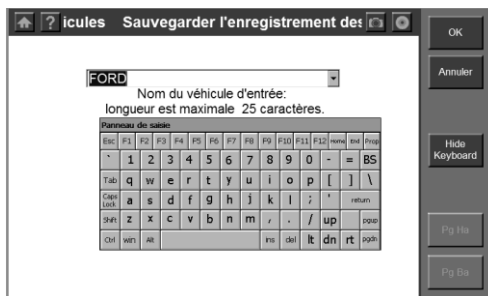 ? icules Sauvegarder l'enregistrement des
OK
FORD
Annuler
Nom du véhicule d'entrée:
longueur est maximale 25 caractères.
Panneau de saisie
Esc F1 F2 F3 F4 F5 F6 F7 F8 F9 F10 F11 F12 Home End Prop
` 1 2 3 4 5 6 7 8 9 0 - = BS
Hide
Keyboard
Tab q w e r t y u i o p [ ] \
Caps Lock a s d f g h j k l ; ' return
Shift z x c v b n m , . / up pgup
Ctrl win Alt ins del lt dn rt pgdn
Pg Ha
Pg Ba